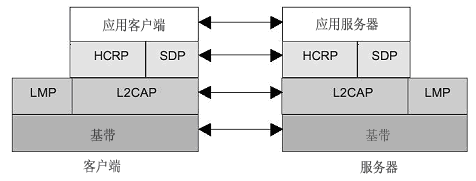 应用客户端 应用服务器
HCRP SDP HCRP SDP
LMP L2CAP L2CAP LMP
基带 基带
客户端 服务器